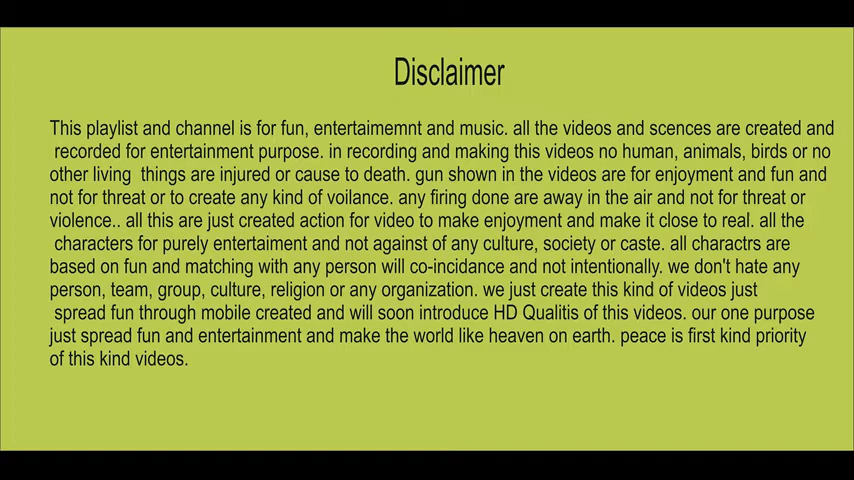 Disclaimer
This playlist and channel is for fun, entertaimemnt and music. all the videos and scences are created and
recorded for entertainment purpose. in recording and making this videos no human, animals, birds or no
other living things are injured or cause to death. gun shown in the videos are for enjoyment and fun and
not for threat or to create any kind of voilance. any firing done are away in the air and not for threat or
violence.. all this are just created action for video to make enjoyment and make it close to real. all the
characters for purely entertaiment and not against of any culture, society or caste. all charactrs are
based on fun and matching with any person will co-incidance and not intentionally. we don't hate any
person, team, group, culture, religion or any organization. we just create this kind of videos just
spread fun through mobile created and will soon introduce HD Qualitis of this videos. our one purpose
just spread fun and entertainment and make the world like heaven on earth. peace is first kind priority
of this kind videos.